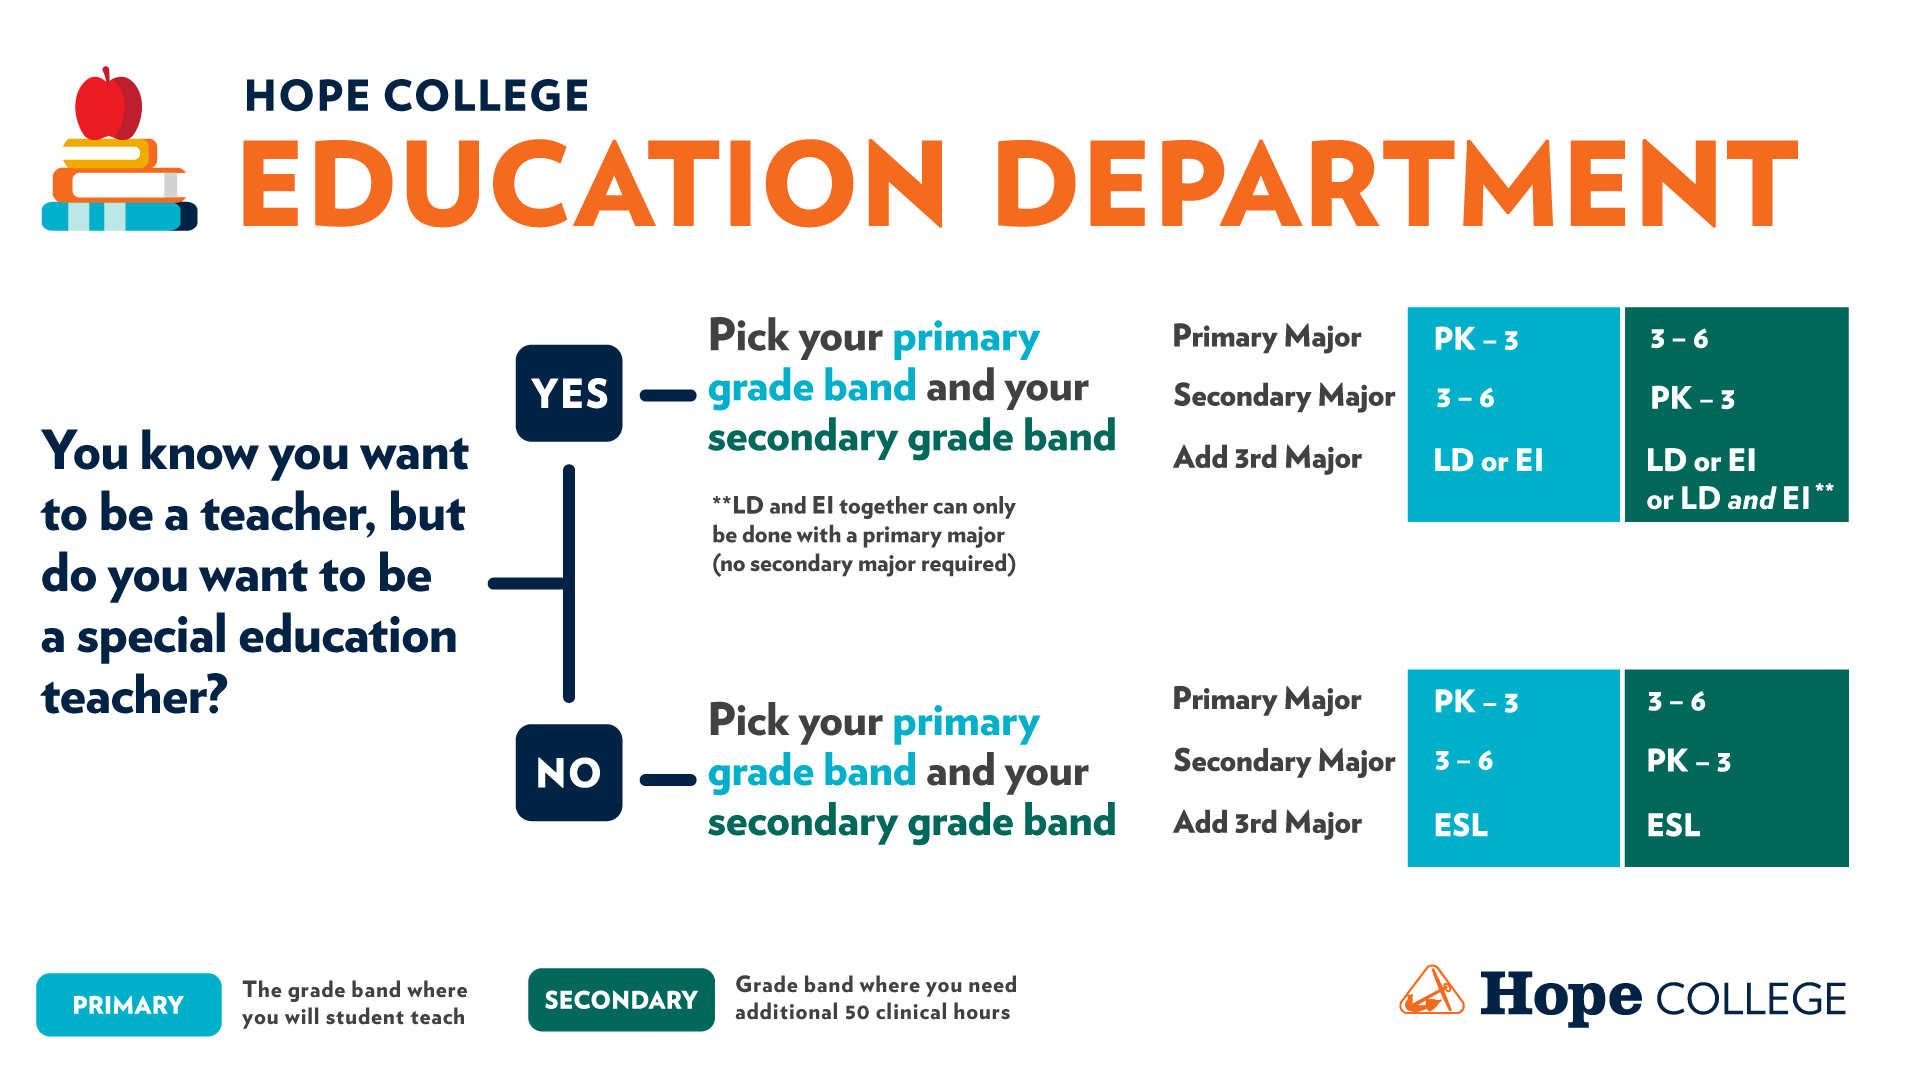 HOPE COLLEGE
EDUCATION DEPARTMENT
You know you want
to be a teacher, but
do you want to be
a special education
teacher?
YES
Pick your primary
grade band and your
secondary grade band
**LD and EI together can only
be done with a primary major
(no secondary major required)
Primary Major PK – 3 3 – 6
Secondary Major 3 – 6 PK – 3
Add 3rd Major LD or EI LD or EI
or LD and EI**
NO
Pick your primary
grade band and your
secondary grade band
Primary Major PK – 3 3 – 6
Secondary Major 3 – 6 PK – 3
Add 3rd Major ESL ESL
PRIMARY
The grade band where
you will student teach
SECONDARY
Grade band where you need
additional 50 clinical hours
Hope COLLEGE